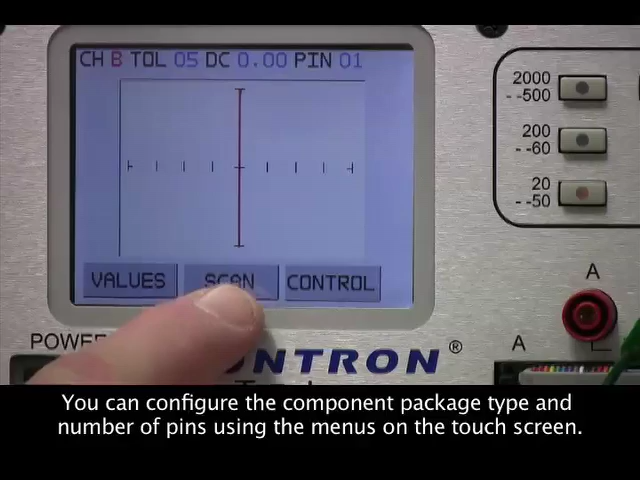 CH B TOL 05 DC 0.00 PIN 01
VALUES SCAN CONTROL
2000
--500
200
--60
20
--50
A
A
NTRON®
You can configure the component package type and
number of pins using the menus on the touch screen.